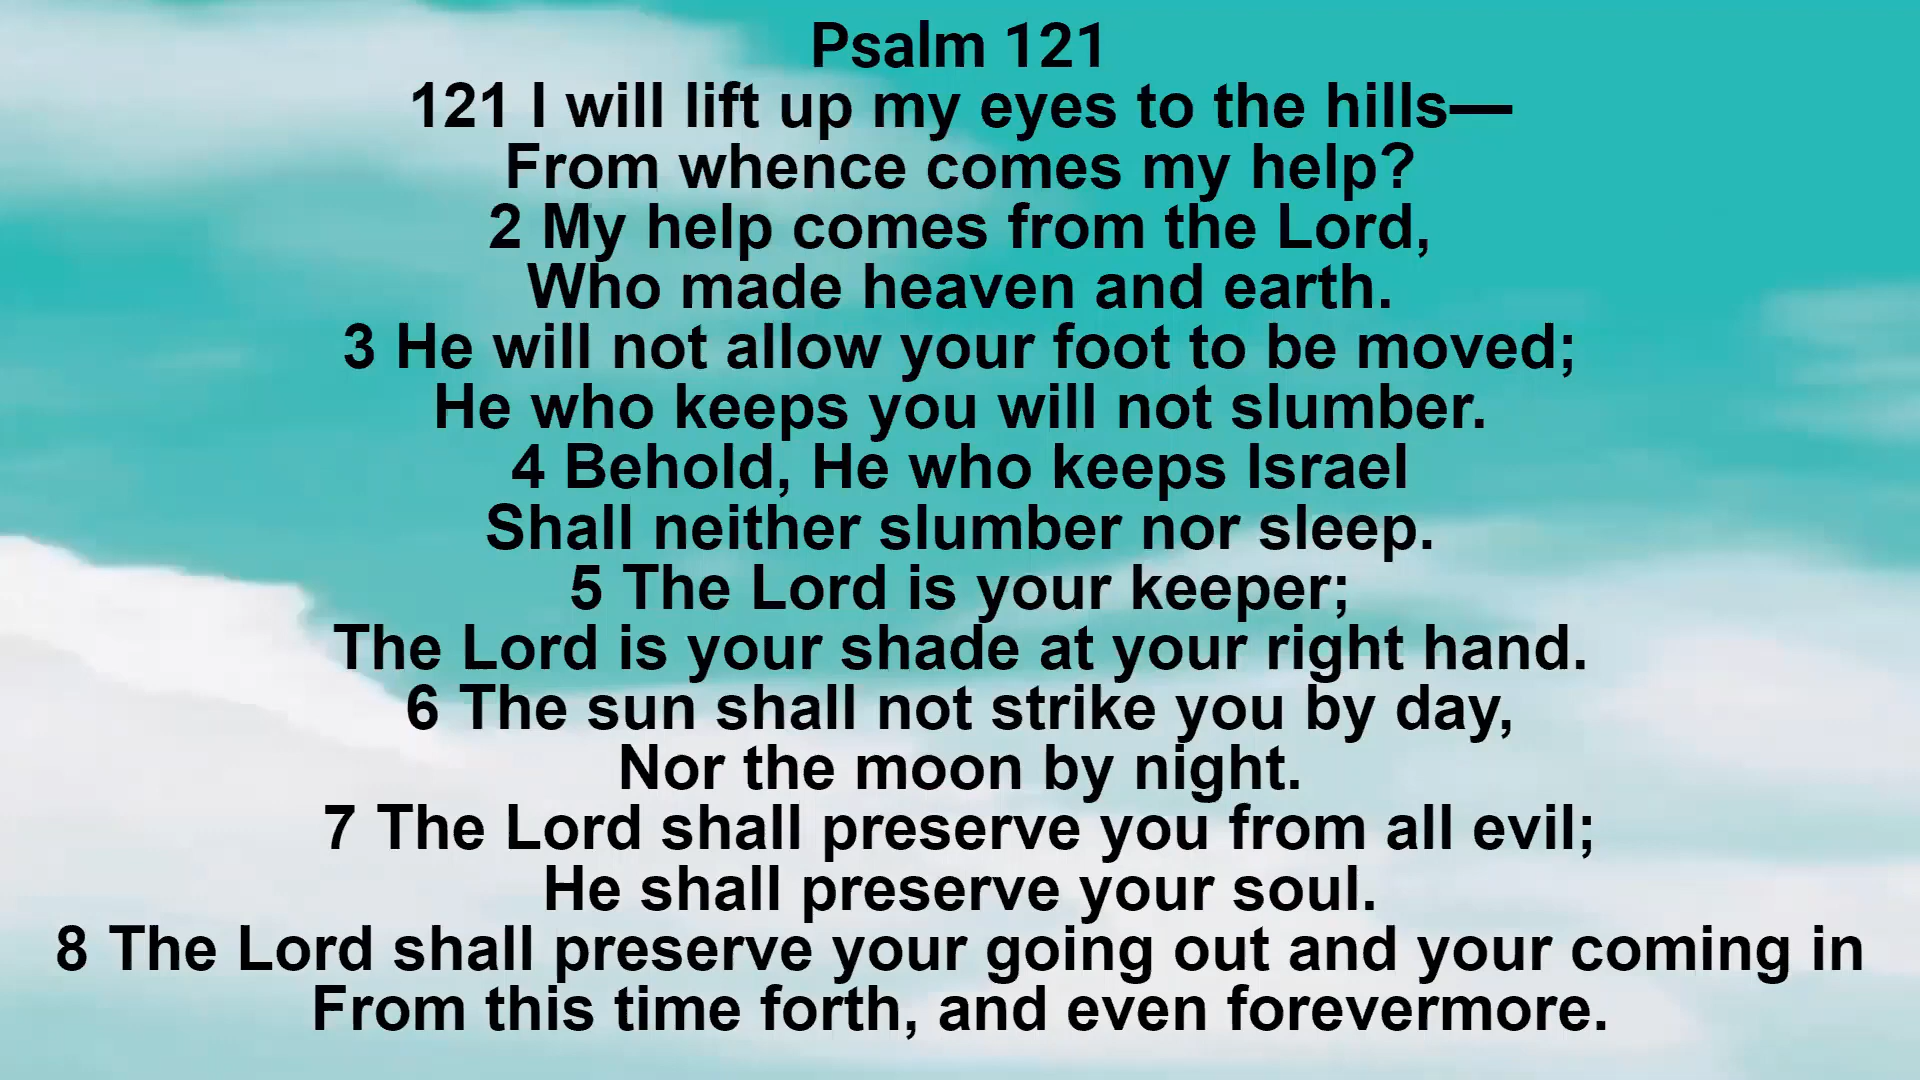 Psalm 121
121 I will lift up my eyes to the hills—
From whence comes my help?
2 My help comes from the Lord,
Who made heaven and earth.
3 He will not allow your foot to be moved;
He who keeps you will not slumber.
4 Behold, He who keeps Israel
Shall neither slumber nor sleep.
5 The Lord is your keeper;
The Lord is your shade at your right hand.
6 The sun shall not strike you by day,
Nor the moon by night.
7 The Lord shall preserve you from all evil;
He shall preserve your soul.
8 The Lord shall preserve your going out and your coming in
From this time forth, and even forevermore.